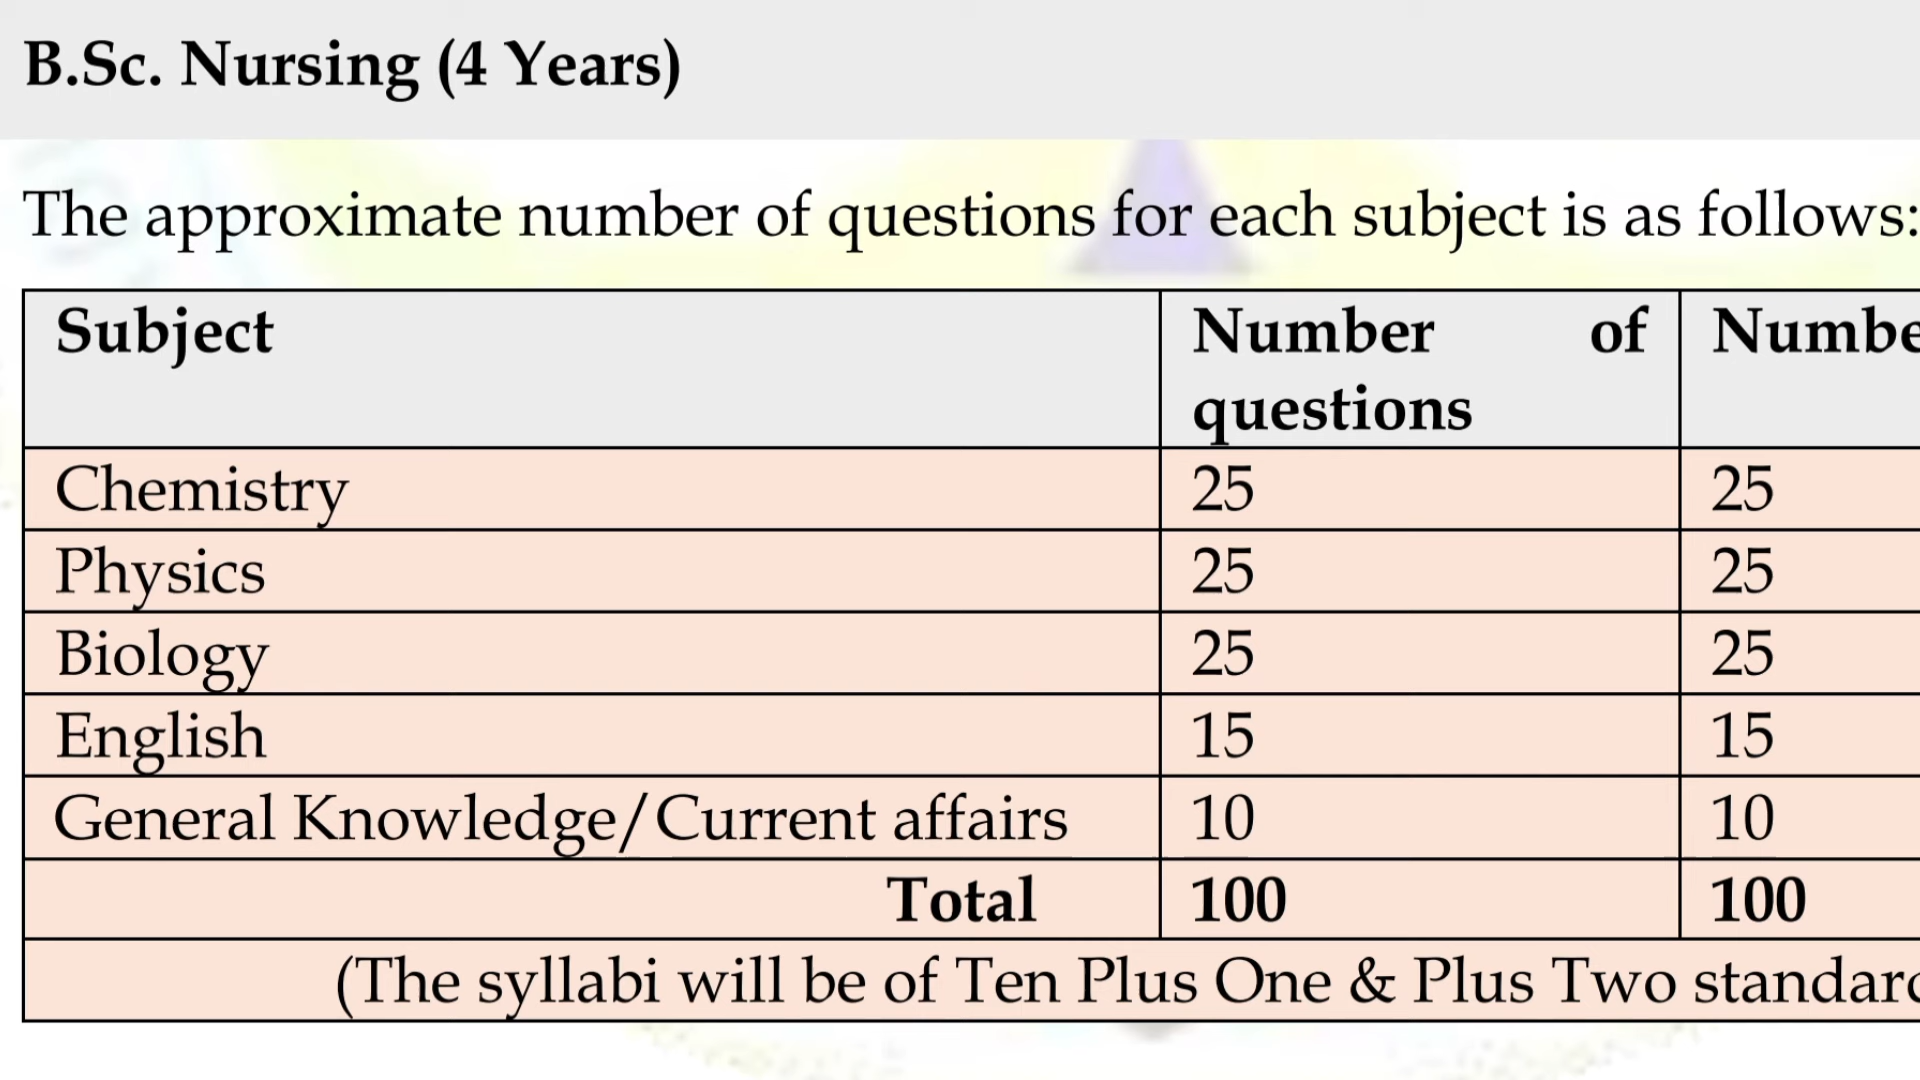 B.Sc. Nursing (4 Years)
The approximate number of questions for each subject is as follows:
Subject Number of questions
Chemistry 25 25
Physics 25 25
Biology 25 25
English 15 15
General Knowledge/Current affairs 10 10
Total 100 100
(The syllabi will be of Ten Plus One & Plus Two